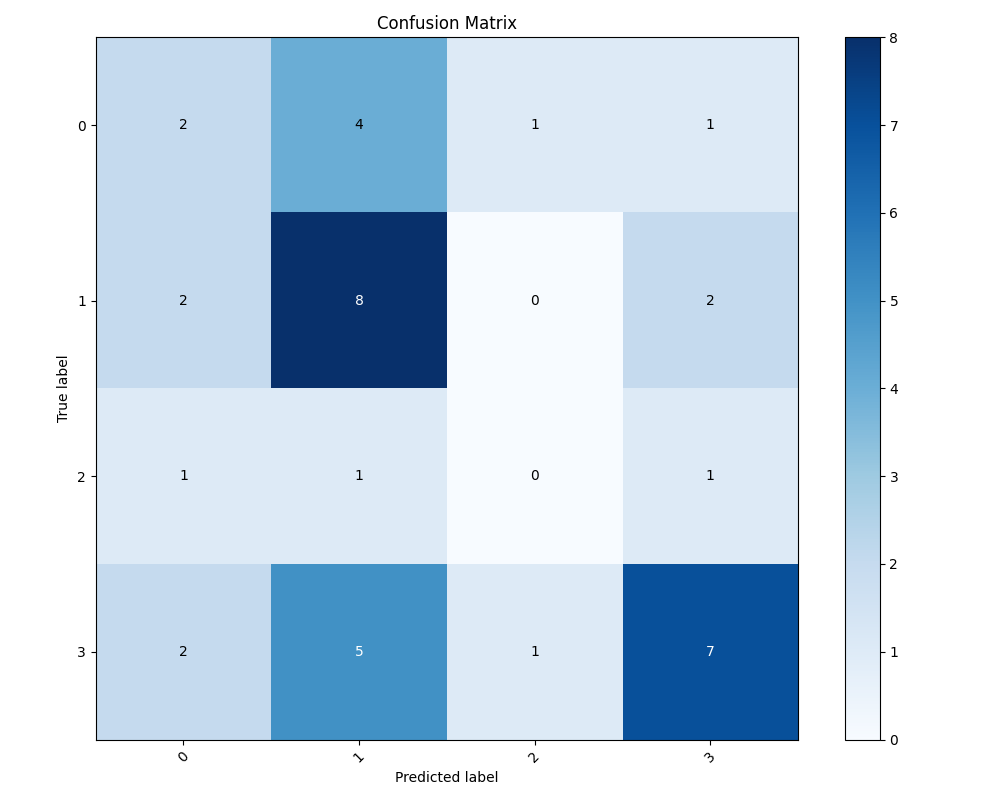 Confusion Matrix
0 2 4 1 1
1 2 8 0 2
2 1 1 0 1
3 2 5 1 7
0 1 2 3
True label
Predicted label
8
7
6
5
4
3
2
1
0